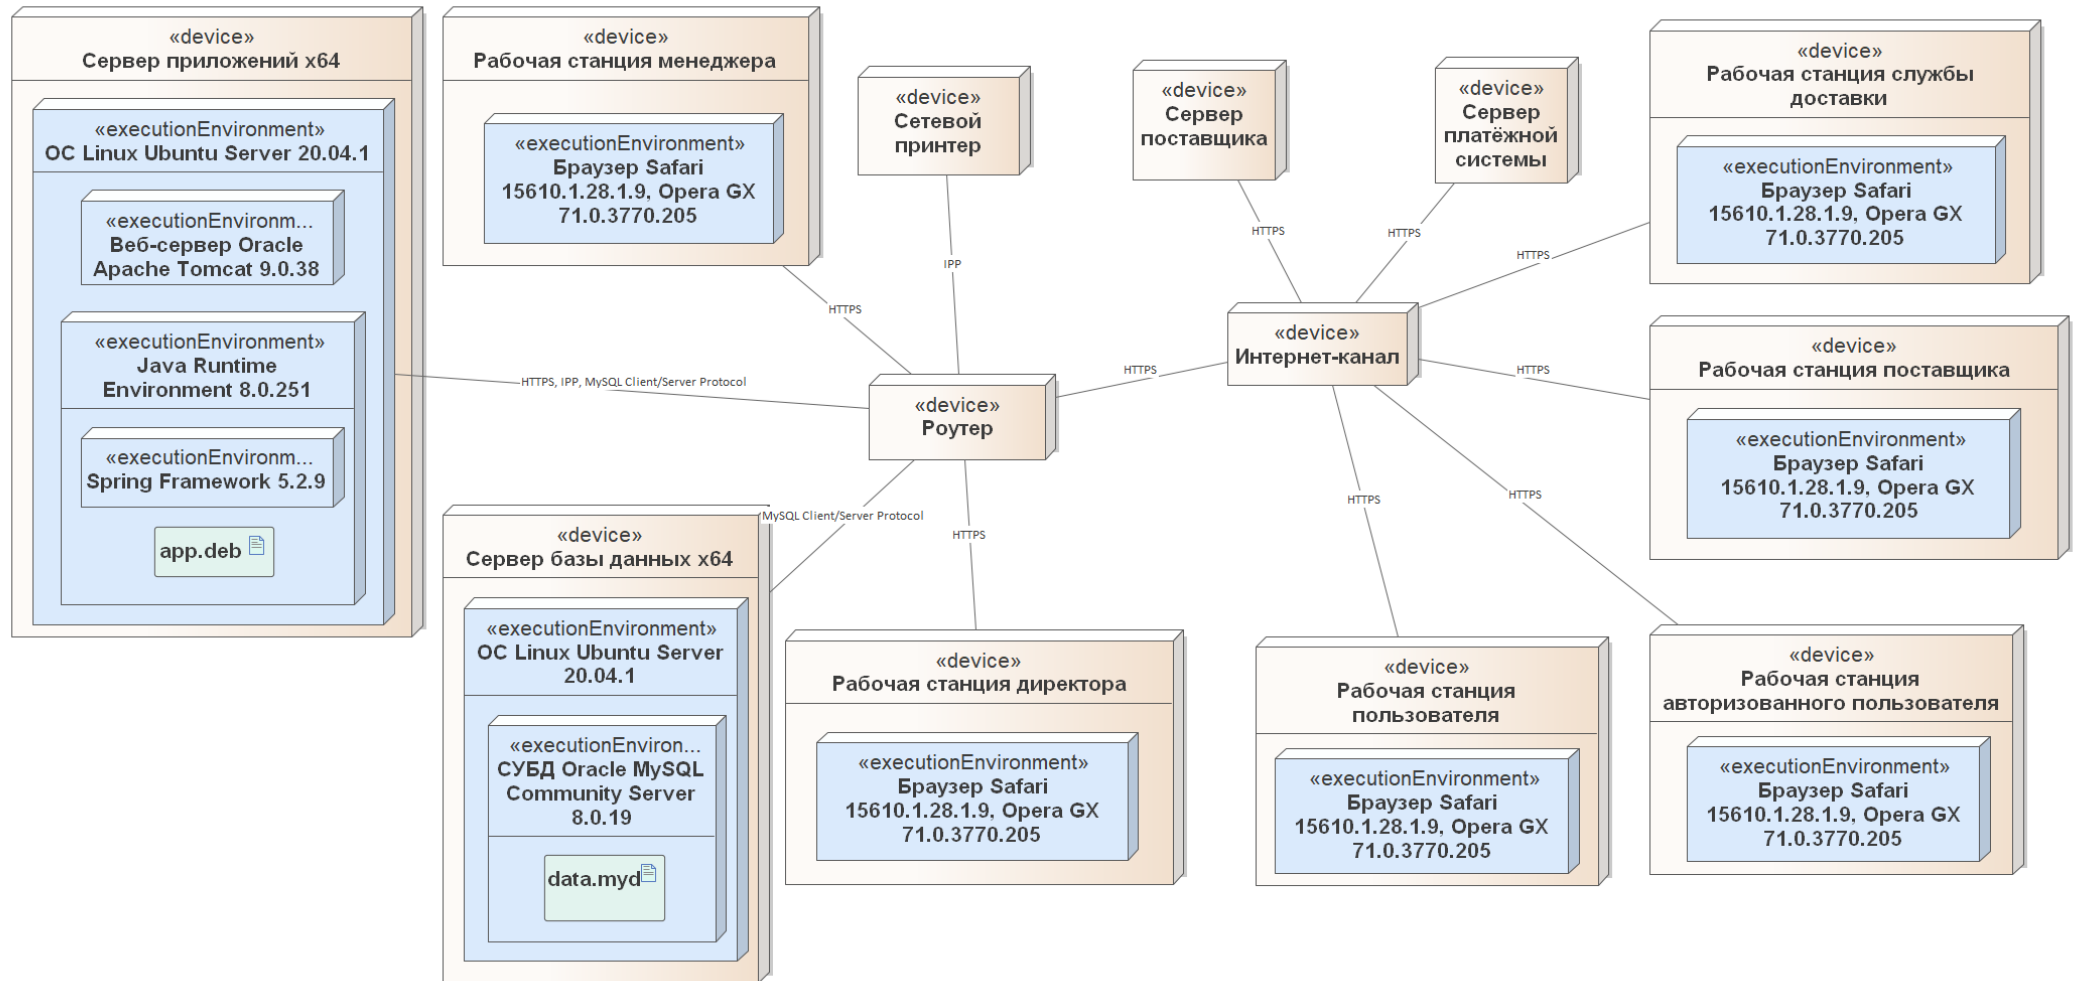 «device»
Сервер приложений x64
«executionEnvironment»
ОС Linux Ubuntu Server 20.04.1
«executionEnvironm...
Веб-сервер Oracle
Apache Tomcat 9.0.38
«executionEnvironment»
Java Runtime
Environment 8.0.251
«executionEnvironm...
Spring Framework 5.2.9
app.deb
«device»
Рабочая станция менеджера
«executionEnvironment»
Браузер Safari
15610.1.28.1.9, Opera GX
71.0.3770.205
«device»
Сетевой
принтер
«device»
Сервер
поставщика
«device»
Сервер
платёжной
системы
«device»
Рабочая станция службы
доставки
«executionEnvironment»
Браузер Safari
15610.1.28.1.9, Opera GX
71.0.3770.205
HTTPS
IPP
HTTPS
HTTPS
HTTPS
«device»
Интернет-канал
HTTPS
HTTPS
HTTPS, IPP, MySQL Client/Server Protocol
«device»
Роутер
«device»
Рабочая станция поставщика
«executionEnvironment»
Браузер Safari
15610.1.28.1.9, Opera GX
71.0.3770.205
MySQL Client/Server Protocol
HTTPS
HTTPS
HTTPS
«device»
Сервер базы данных x64
«executionEnvironment»
ОС Linux Ubuntu Server
20.04.1
«executionEnviron...
СУБД Oracle MySQL
Community Server
8.0.19
data.myd
«device»
Рабочая станция директора
«executionEnvironment»
Браузер Safari
15610.1.28.1.9, Opera GX
71.0.3770.205
«device»
Рабочая станция
пользователя
«executionEnvironment»
Браузер Safari
15610.1.28.1.9, Opera GX
71.0.3770.205
«device»
Рабочая станция
авторизованного пользователя
«executionEnvironment»
Браузер Safari
15610.1.28.1.9, Opera GX
71.0.3770.205